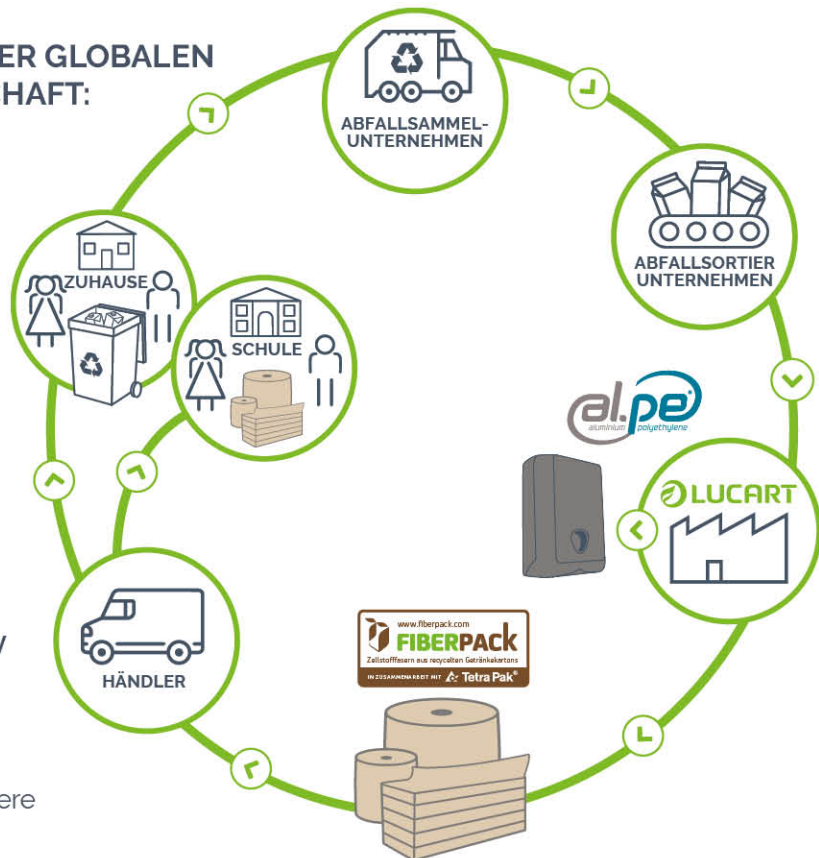 ER GLOBALEN
HAFT:
ABFALLSAMMEL-
UNTERNEHMEN
ABFALLSORTIER
UNTERNEHMEN
ZUHAUSE
SCHULE
al.pe®
aluminium polyethylene
LUCART
www.fiberpack.com
FIBERPACK
Zellstofffasern aus recycelten Getränkekartons
IN ZUSAMMENARBEIT MIT Tetra Pak®
HÄNDLER
ere